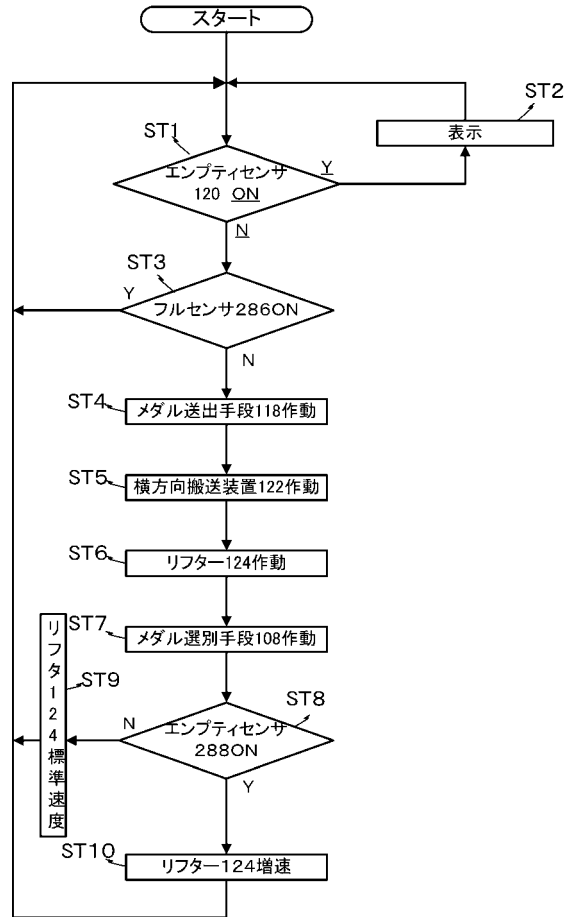 スタート
ST2
表示
ST1
エンプティセンサ
120 ON
Y
N
ST3
Y
フルセンサ286ON
N
ST4
メダル送出手段118作動
ST5
横方向搬送装置122作動
ST6
リフター124作動
ST7
メダル選別手段108作動
ST9
リフタ124標準速度
ST8
N
エンプティセンサ
288ON
Y
ST10
リフター124増速